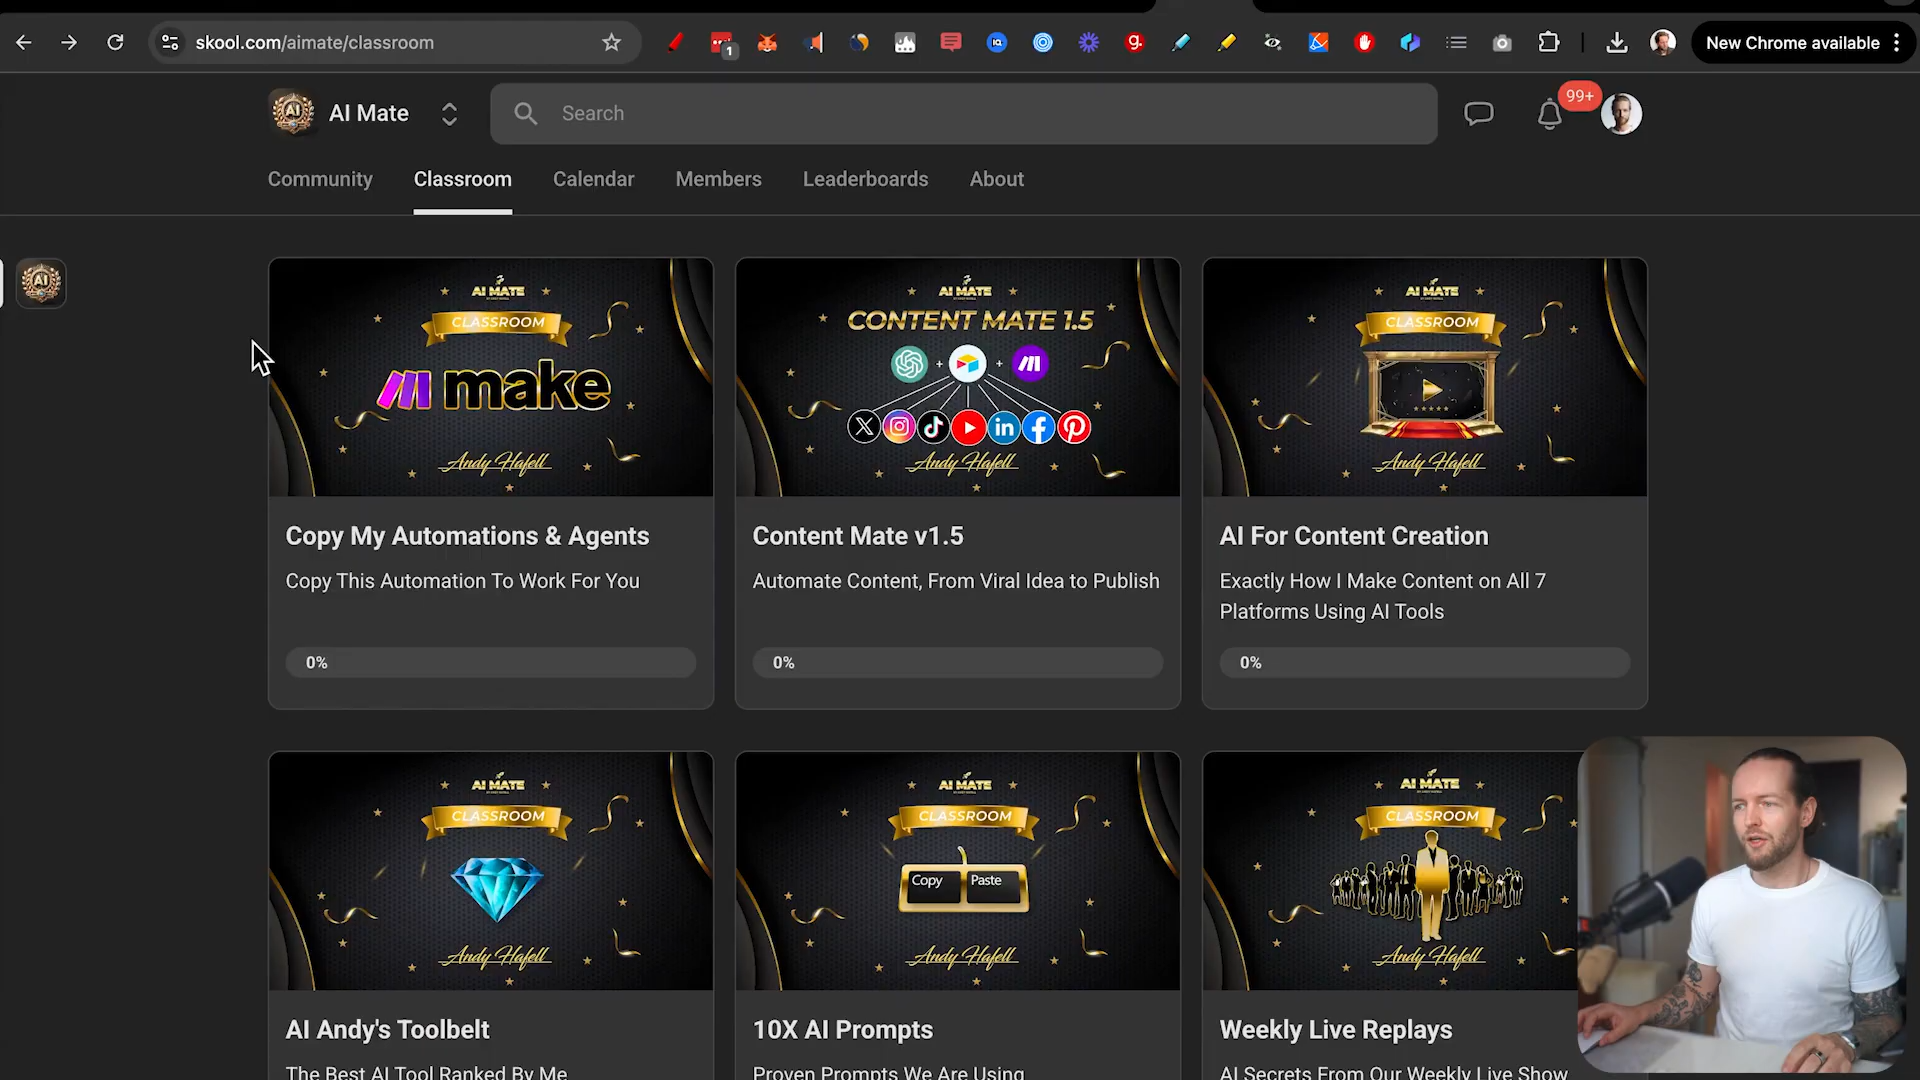 skool.com/aimate/classroom
1
New Chrome available
AI Mate
Search
99+
Community
Classroom
Calendar
Members
Leaderboards
About
AI MATE
CLASSROOM
make
Andy Hafell
Copy My Automations & Agents
Copy This Automation To Work For You
0%
AI MATE
CONTENT MATE 1.5
Andy Hafell
Content Mate v1.5
Automate Content, From Viral Idea to Publish
0%
AI MATE
CLASSROOM
Andy Hafell
AI For Content Creation
Exactly How I Make Content on All 7
Platforms Using AI Tools
0%
AI MATE
CLASSROOM
Andy Hafell
AI Andy's Toolbelt
The Best AI Tool Ranked By Me
AI MATE
CLASSROOM
Copy Paste
Andy Hafell
10X AI Prompts
Proven Prompts We Are Using
AI MATE
CLASSROOM
Andy Hafell
Weekly Live Replays
AI Secrets From Our Weekly Live Show